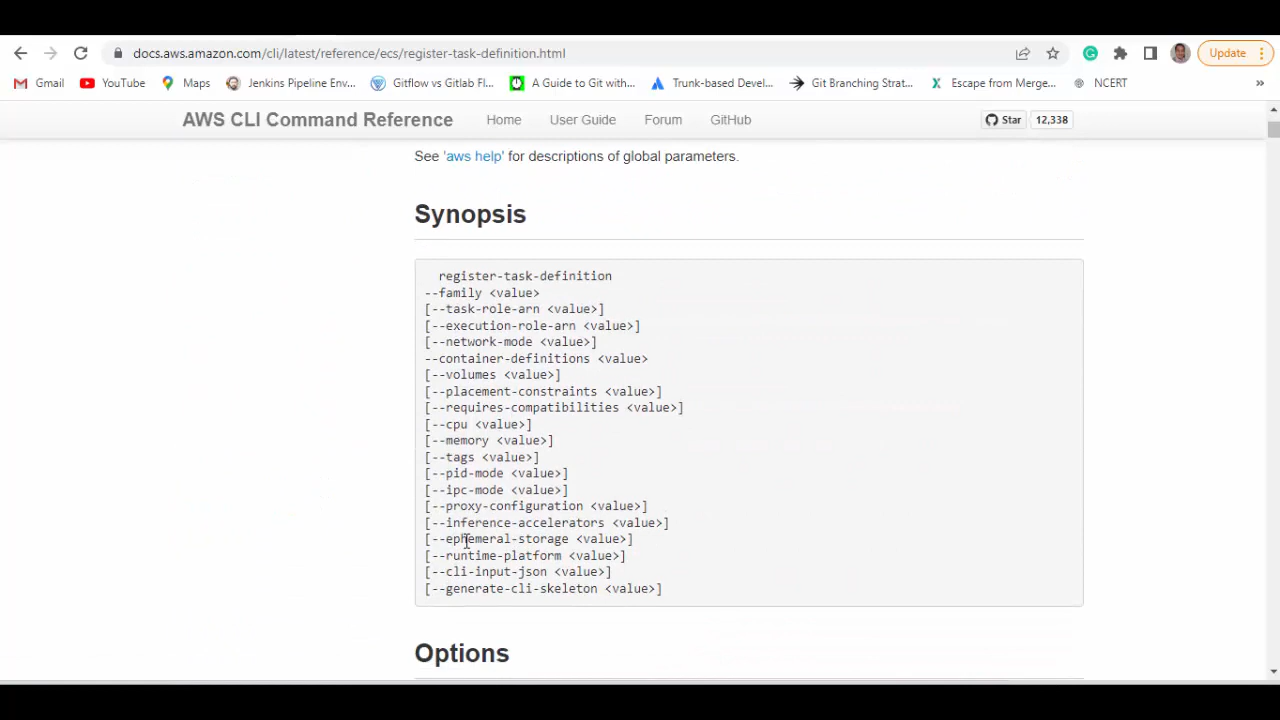 docs.aws.amazon.com/cli/latest/reference/ecs/register-task-definition.html
Update
Gmail YouTube Maps Jenkins Pipeline Env... Gitflow vs Gitlab Fl... A Guide to Git with... Trunk-based Devel... Git Branching Strat... Escape from Merge... NCERT »
AWS CLI Command Reference Home User Guide Forum GitHub Star 12,338
See 'aws help' for descriptions of global parameters.
Synopsis
register-task-definition
--family <value>
[--task-role-arn <value>]
[--execution-role-arn <value>]
[--network-mode <value>]
--container-definitions <value>
[--volumes <value>]
[--placement-constraints <value>]
[--requires-compatibilities <value>]
[--cpu <value>]
[--memory <value>]
[--tags <value>]
[--pid-mode <value>]
[--ipc-mode <value>]
[--proxy-configuration <value>]
[--inference-accelerators <value>]
[--ephemeral-storage <value>]
[--runtime-platform <value>]
[--cli-input-json <value>]
[--generate-cli-skeleton <value>]
Options